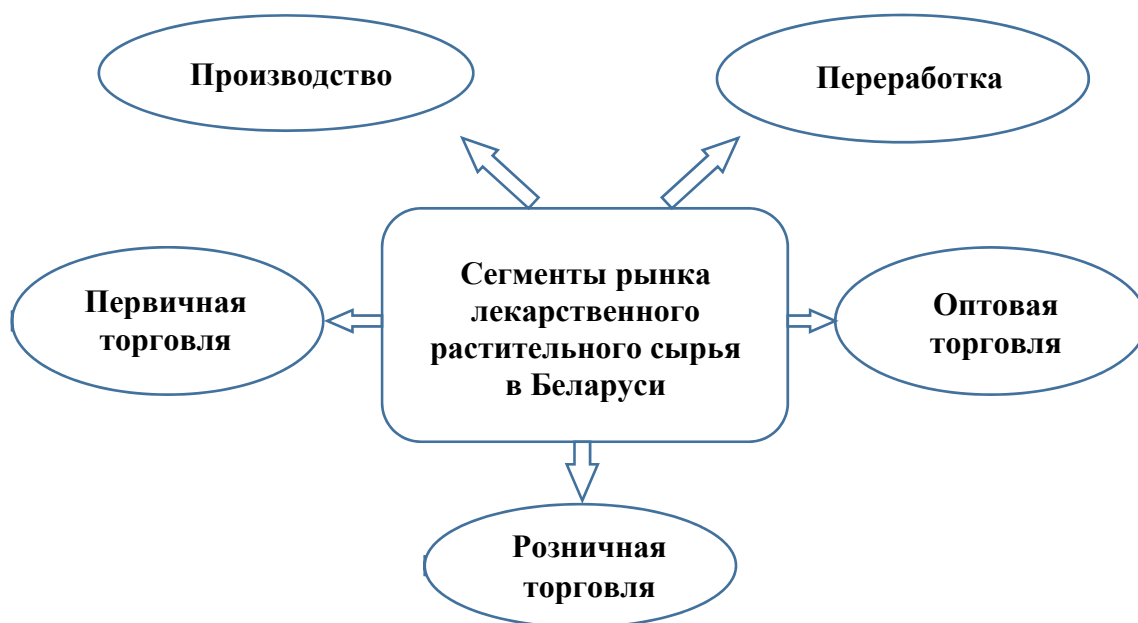 Производство
Переработка
Сегменты рынка
лекарственного
растительного сырья
в Беларуси
Первичная
торговля
Оптовая
торговля
Розничная
торговля